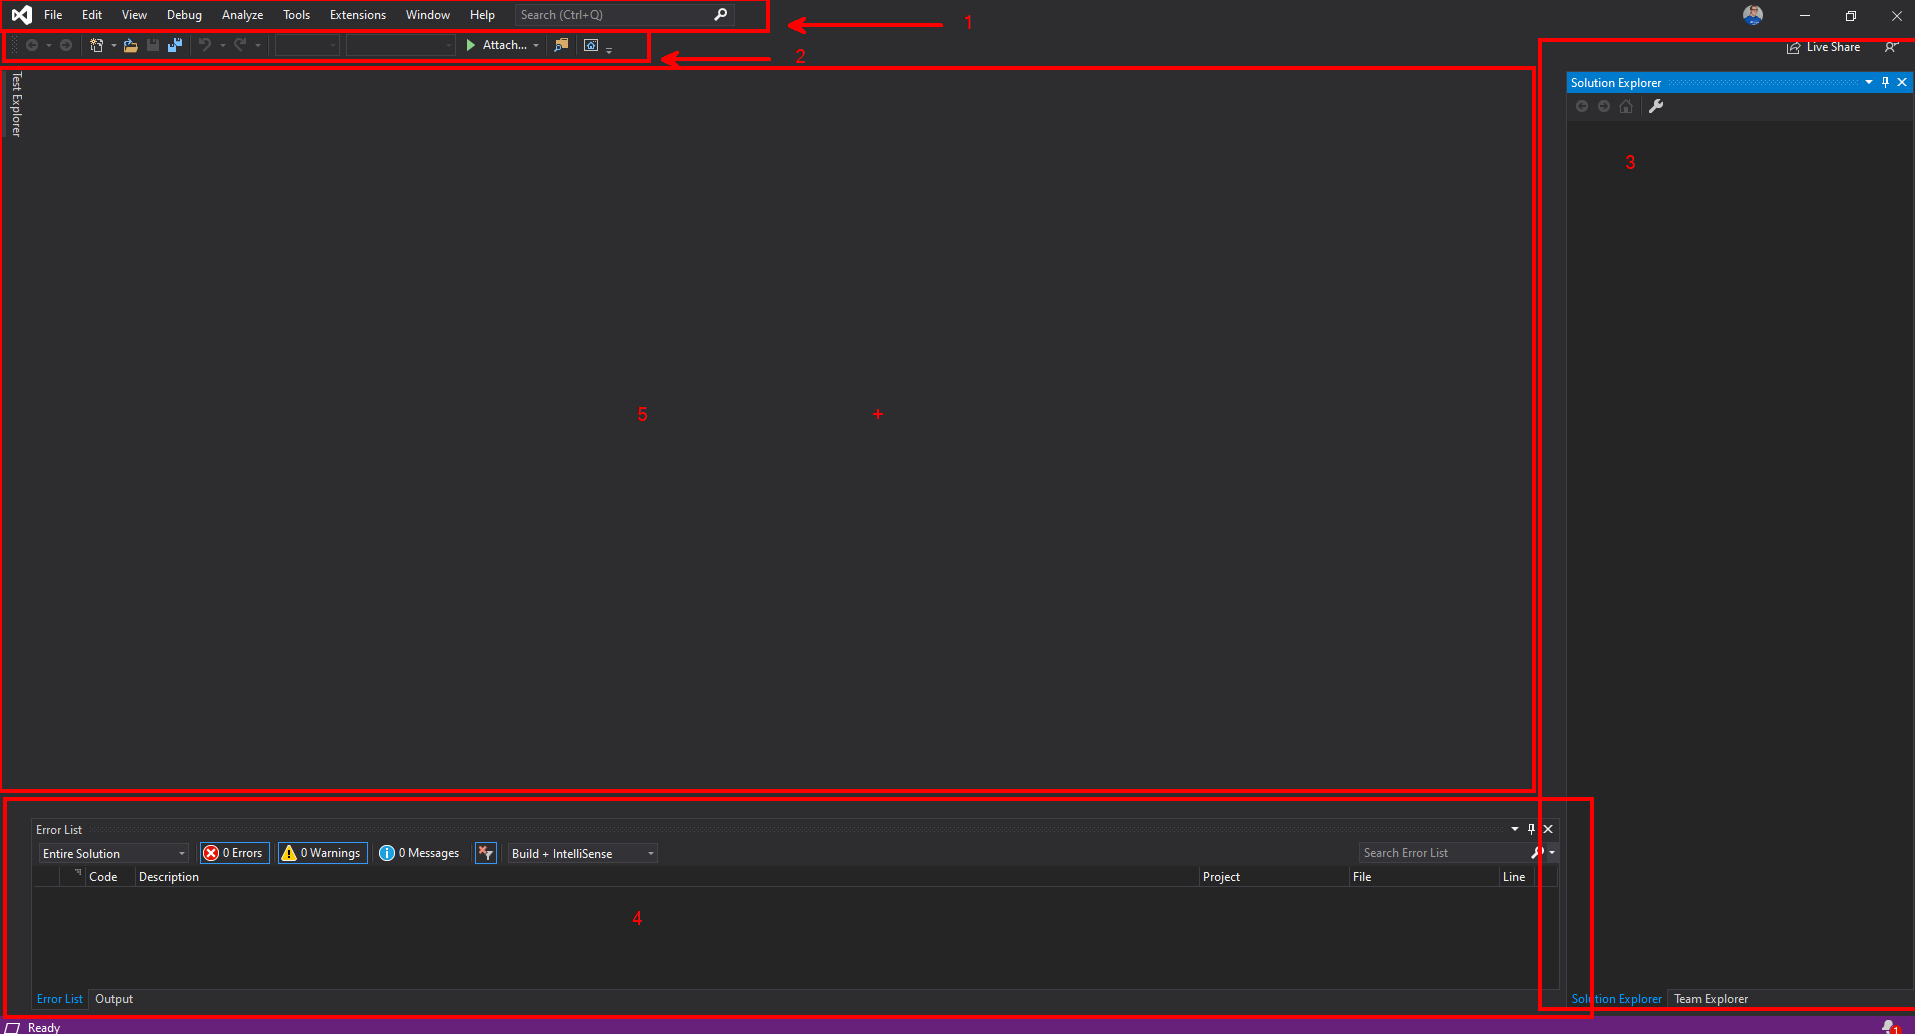 File Edit View Debug Analyze Tools Extensions Window Help Search (Ctrl+Q)
1
Attach...
2
Live Share
Test Explorer
Solution Explorer
3
5
+
Error List
Entire Solution 0 Errors 0 Warnings 0 Messages Build + IntelliSense Search Error List
Code Description Project File Line
4
Error List Output
Solution Explorer Team Explorer
Ready
1